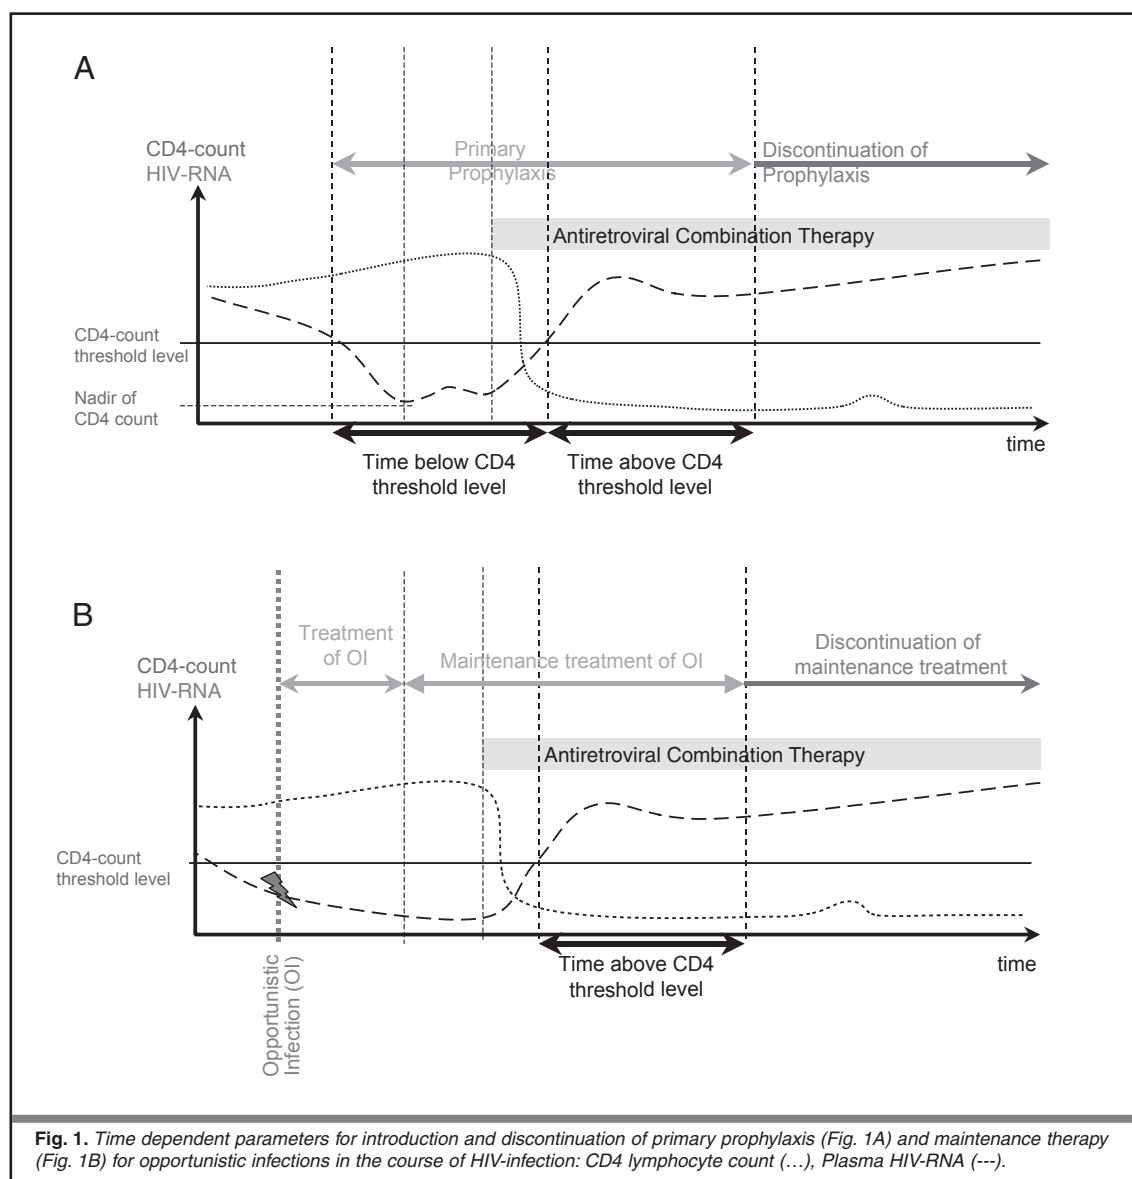 A
CD4-count
HIV-RNA
Primary
Prophylaxis
Discontinuation of
Prophylaxis
Antiretroviral Combination Therapy
CD4-count
threshold level
Nadir of
CD4 count
time
Time below CD4
threshold level
Time above CD4
threshold level
B
Treatment
of OI
Maintenance treatment of OI
Discontinuation of
maintenance treatment
CD4-count
HIV-RNA
Antiretroviral Combination Therapy
CD4-count
threshold level
time
Time above CD4
threshold level
Opportunistic
Infection (OI)
Fig. 1. Time dependent parameters for introduction and discontinuation of primary prophylaxis (Fig. 1A) and maintenance therapy
(Fig. 1B) for opportunistic infections in the course of HIV-infection: CD4 lymphocyte count (…), Plasma HIV-RNA (---).